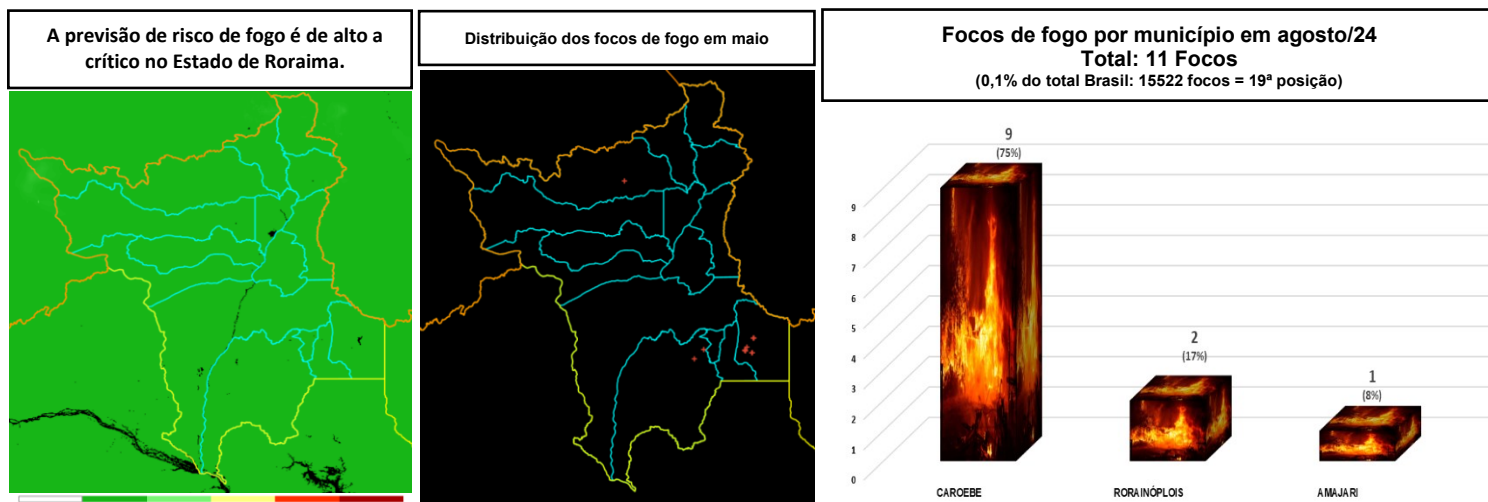 A previsão de risco de fogo é de alto a
crítico no Estado de Roraima.
Distribuição dos focos de fogo em maio
Focos de fogo por município em agosto/24
Total: 11 Focos
(0,1% do total Brasil: 15522 focos = 19ª posição)
9
(75%)
2
(17%)
1
(8%)
9
8
7
6
5
4
3
2
1
0
CAROEBE
RORAINÓPLOIS
AMAJARI